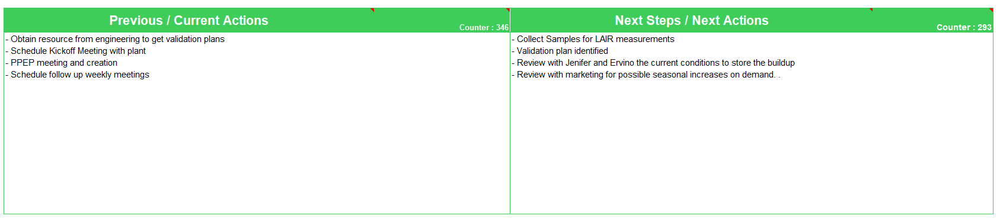 Previous / Current Actions
Counter : 346
- Obtain resource from engineering to get validation plans
- Schedule Kickoff Meeting with plant
- PPEP meeting and creation
- Schedule follow up weekly meetings
Next Steps / Next Actions
Counter : 293
- Collect Samples for LAIR measurements
- Validation plan identified
- Review with Jenifer and Ervino the current conditions to store the buildup
- Review with marketing for possible seasonal increases on demand. .